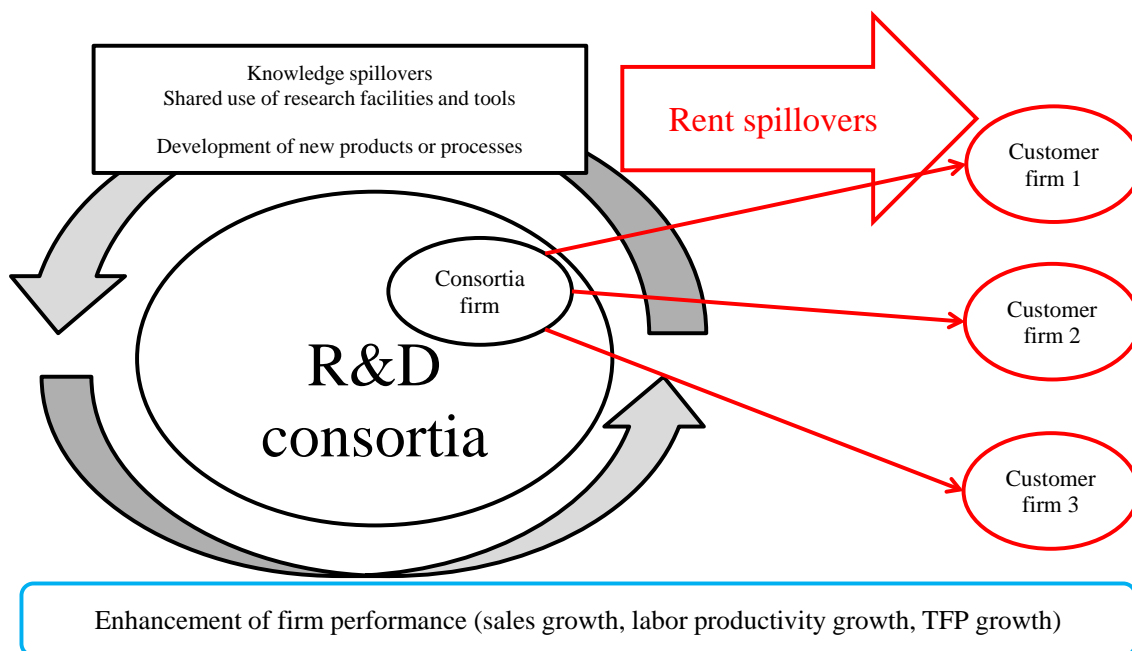 Knowledge spillovers
Shared use of research facilities and tools
Development of new products or processes
Rent spillovers
Customer
firm 1
Consortia
firm
Customer
firm 2
R&D
consortia
Customer
firm 3
Enhancement of firm performance (sales growth, labor productivity growth, TFP growth)